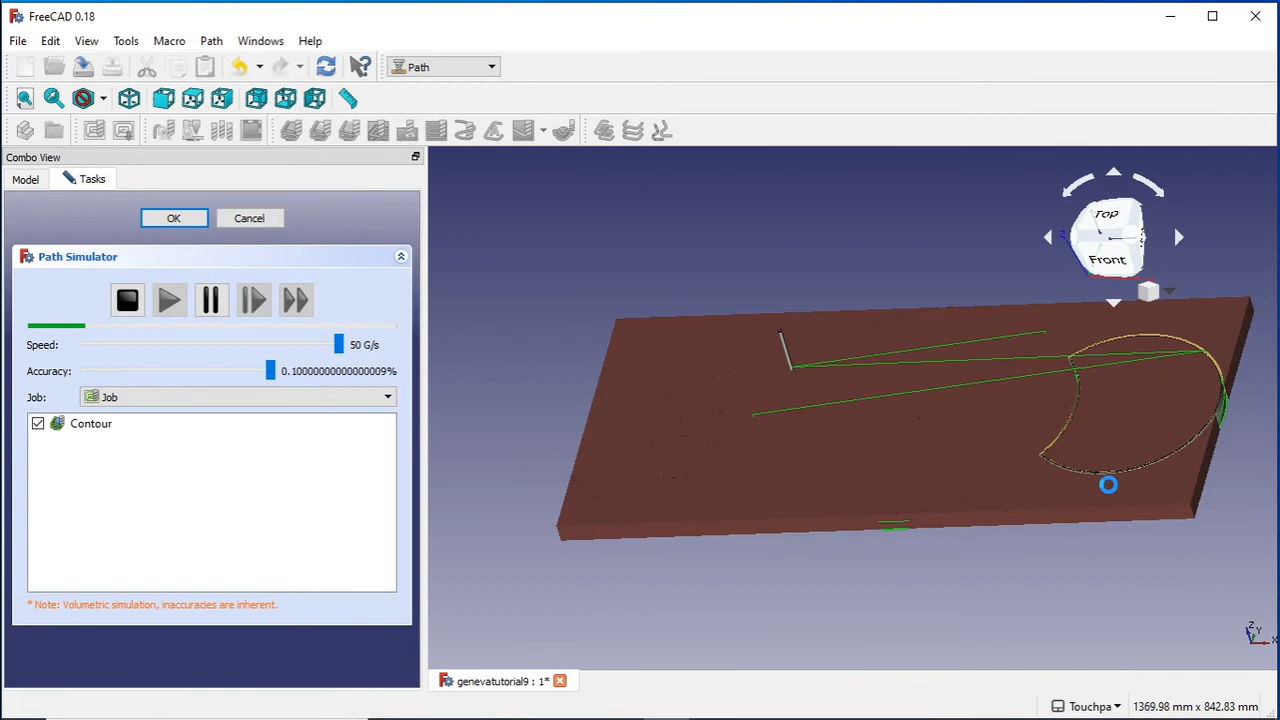 FreeCAD 0.18
File Edit View Tools Macro Path Windows Help
Path
Combo View
Model Tasks
OK Cancel
Path Simulator
Speed: 50 G/s
Accuracy: 0.1000000000000009%
Job: Job
Contour
* Note: Volumetric simulation, inaccuracies are inherent.
Top
Front
Z Y X
genevatutorial9 : 1*
Touchpa 1369.98 mm x 842.83 mm